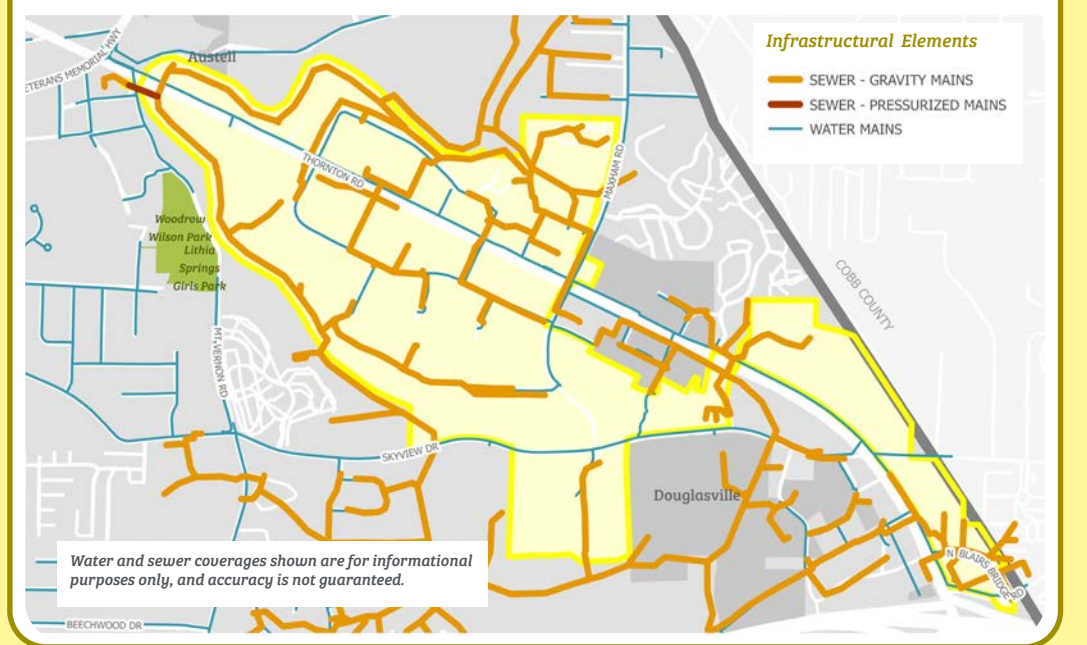 Infrastructural Elements
SEWER - GRAVITY MAINS
SEWER - PRESSURIZED MAINS
WATER MAINS
ETERANS MEMORIAL HWY
Austell
THORNTON RD
MAXHAM RD
Woodrow
Wilson Park
Lithia
Springs
Girls Park
COBB COUNTY
MT.VERNON RD
SKYVIEW DR
Douglasville
N BLAIRS BRIDGE RD
Water and sewer coverages shown are for informational
purposes only, and accuracy is not guaranteed.
BEECHWOOD DR